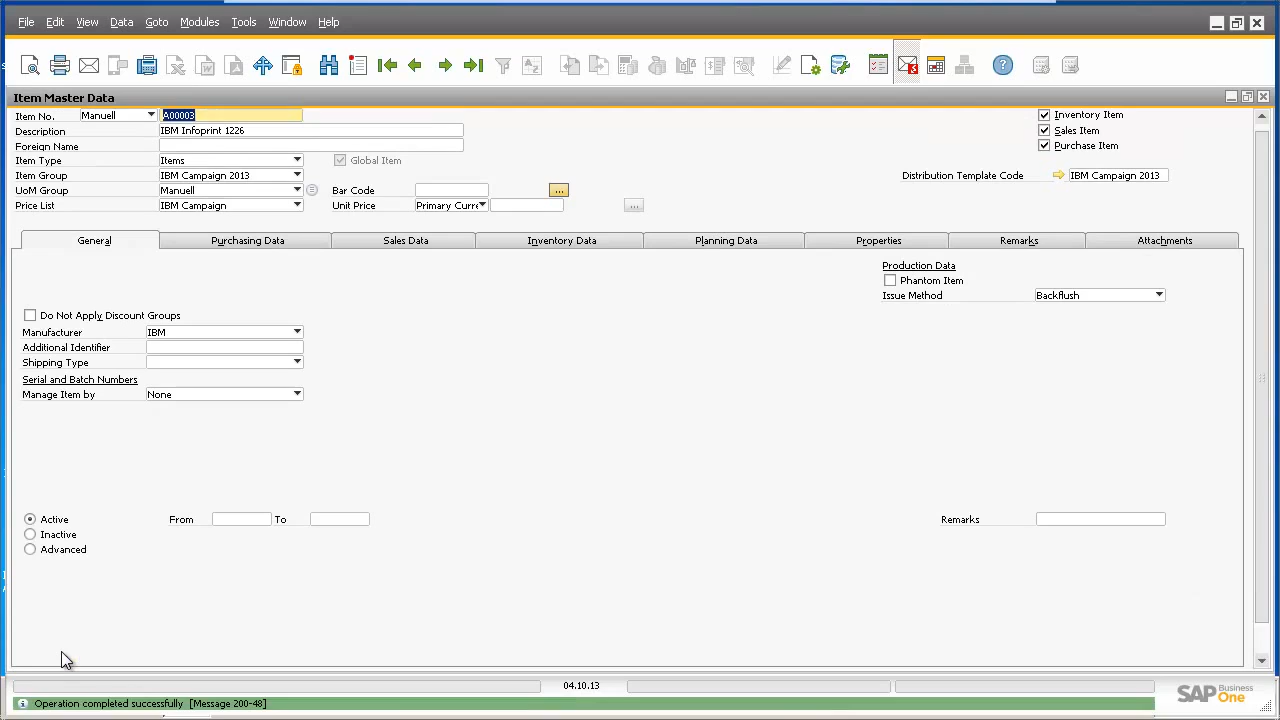 File Edit View Data Goto Modules Tools Window Help
Item Master Data
Item No. Manuell A00003 Inventory Item
Description IBM Infoprint 1226 Sales Item
Foreign Name Purchase Item
Item Type Items Global Item
Item Group IBM Campaign 2013 Distribution Template Code IBM Campaign 2013
UoM Group Manuell Bar Code ...
Price List IBM Campaign Unit Price Primary Curre ...
General Purchasing Data Sales Data Inventory Data Planning Data Properties Remarks Attachments
Production Data
Phantom Item
Issue Method Backflush
Do Not Apply Discount Groups
Manufacturer IBM
Additional Identifier
Shipping Type
Serial and Batch Numbers
Manage Item by None
Active From To Remarks
Inactive
Advanced
04.10.13
Operation completed successfully [Message 200-48]
SAP Business One